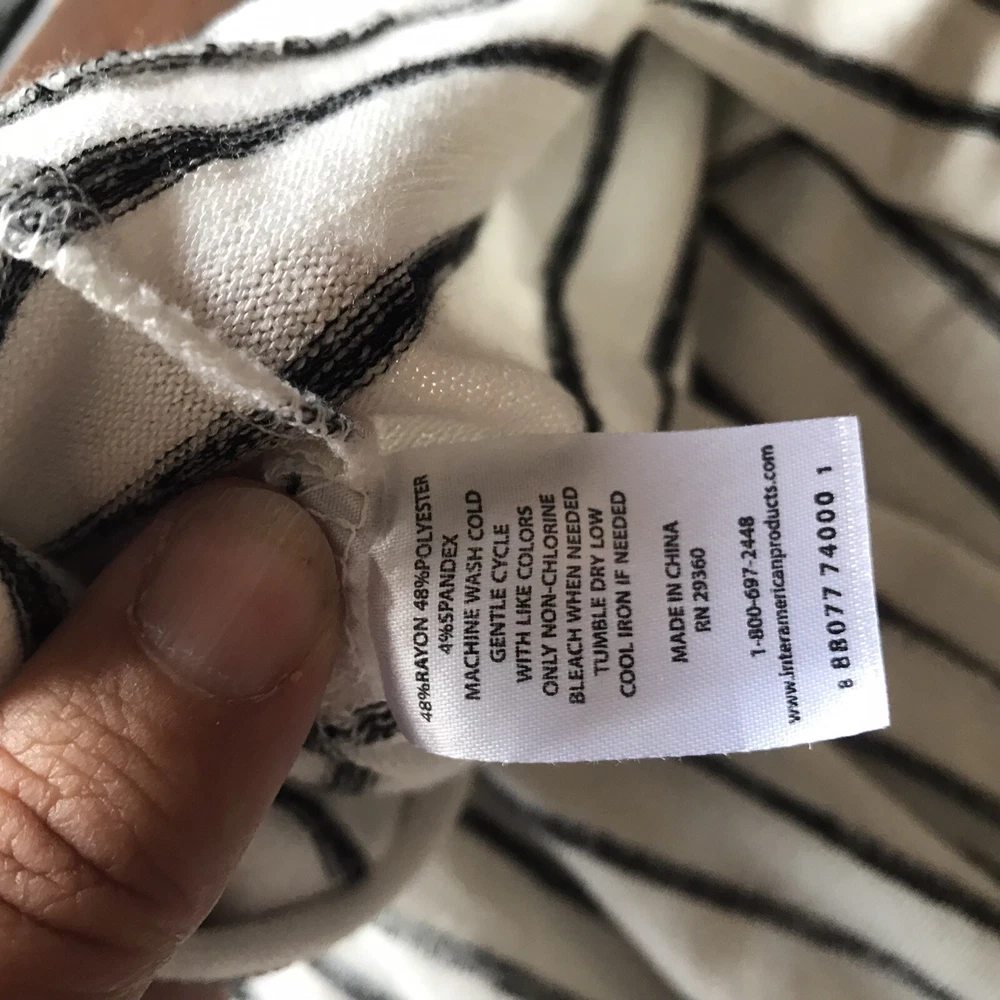 48%RAYON 48%POLYESTER
4%SPANDEX
MACHINE WASH COLD
GENTLE CYCLE
WITH LIKE COLORS
ONLY NON-CHLORINE
BLEACH WHEN NEEDED
TUMBLE DRY LOW
COOL IRON IF NEEDED
MADE IN CHINA
RN 29360
1-800-697-2448
www.interamericanproducts.com
8 88077 74000 1